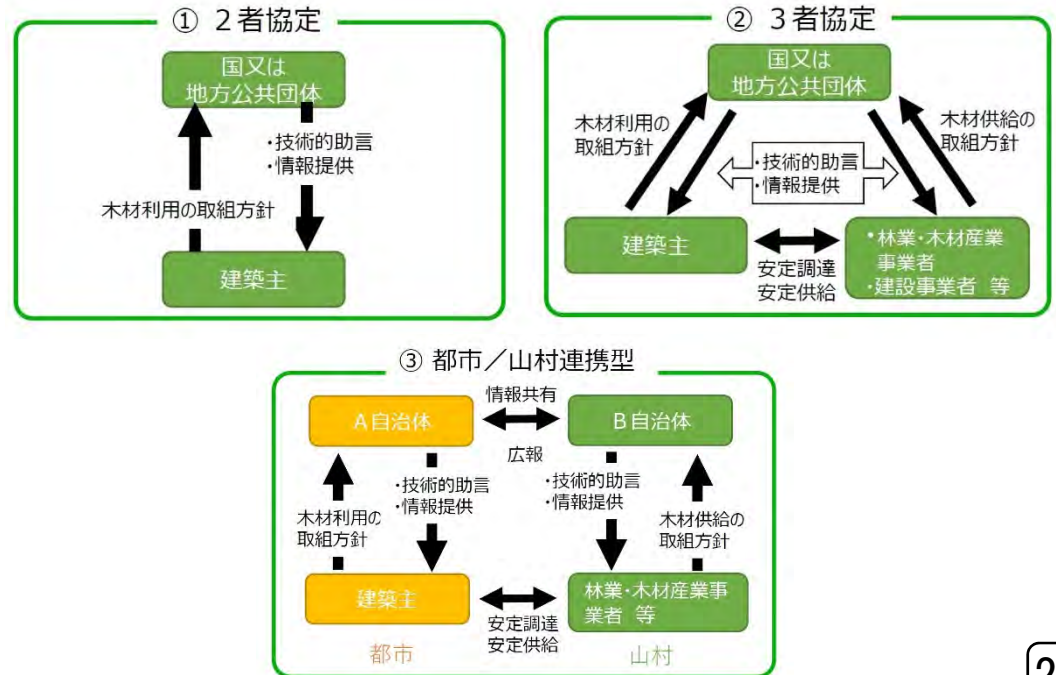 ① 2者協定
国又は
地方公共団体
・技術的助言
・情報提供
木材利用の取組方針
建築主
② 3者協定
国又は
地方公共団体
木材利用の
取組方針
木材供給の
取組方針
・技術的助言
・情報提供
建築主
・林業・木材産業
事業者
・建設事業者 等
安定調達
安定供給
③ 都市/山村連携型
情報共有
A自治体
B自治体
広報
・技術的助言
・情報提供
・技術的助言
・情報提供
木材利用の
取組方針
木材供給の
取組方針
建築主
林業・木材産業事
業者 等
安定調達
安定供給
都市
山村
2